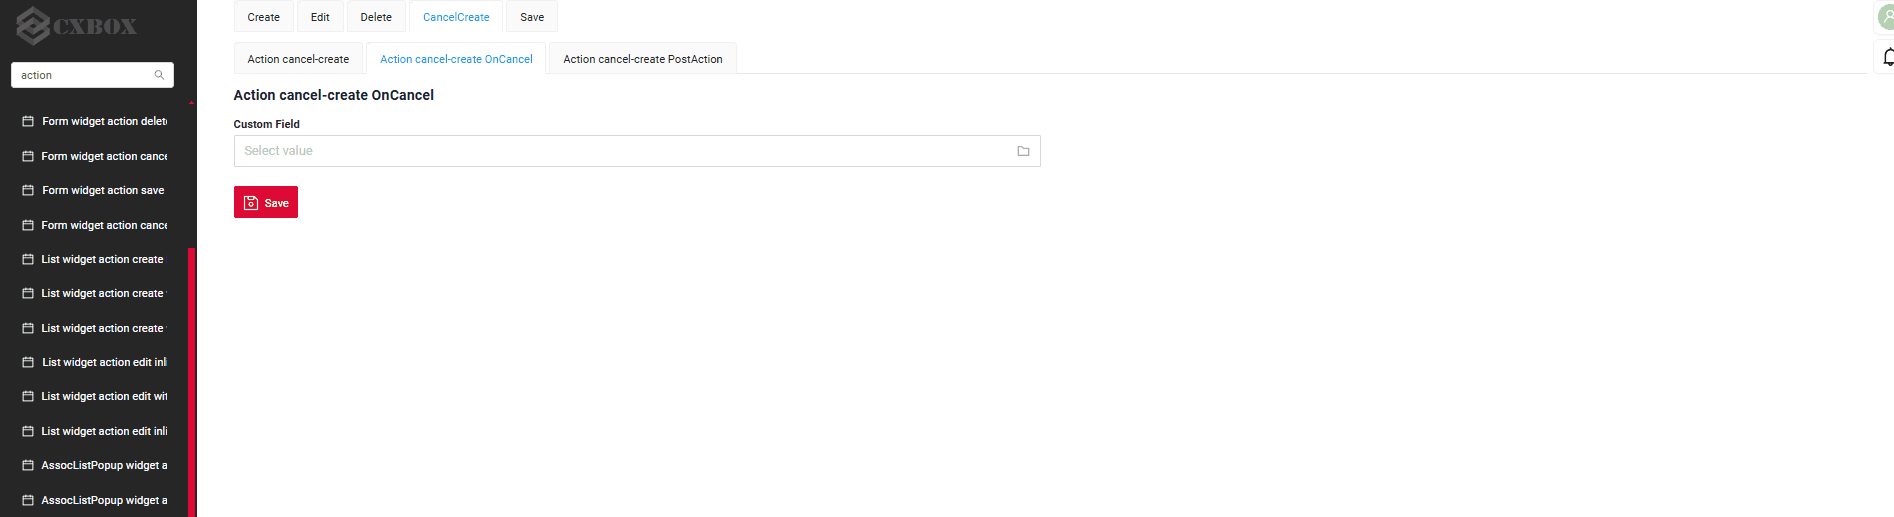 CXBOX
action
Form widget action delet
Form widget action cance
Form widget action save
Form widget action cance
List widget action create
List widget action create
List widget action create
List widget action edit inl
List widget action edit wit
List widget action edit inli
AssocListPopup widget a
AssocListPopup widget a
Create Edit Delete CancelCreate Save
Action cancel-create Action cancel-create OnCancel Action cancel-create PostAction
Action cancel-create OnCancel
Custom Field
Select value
Save